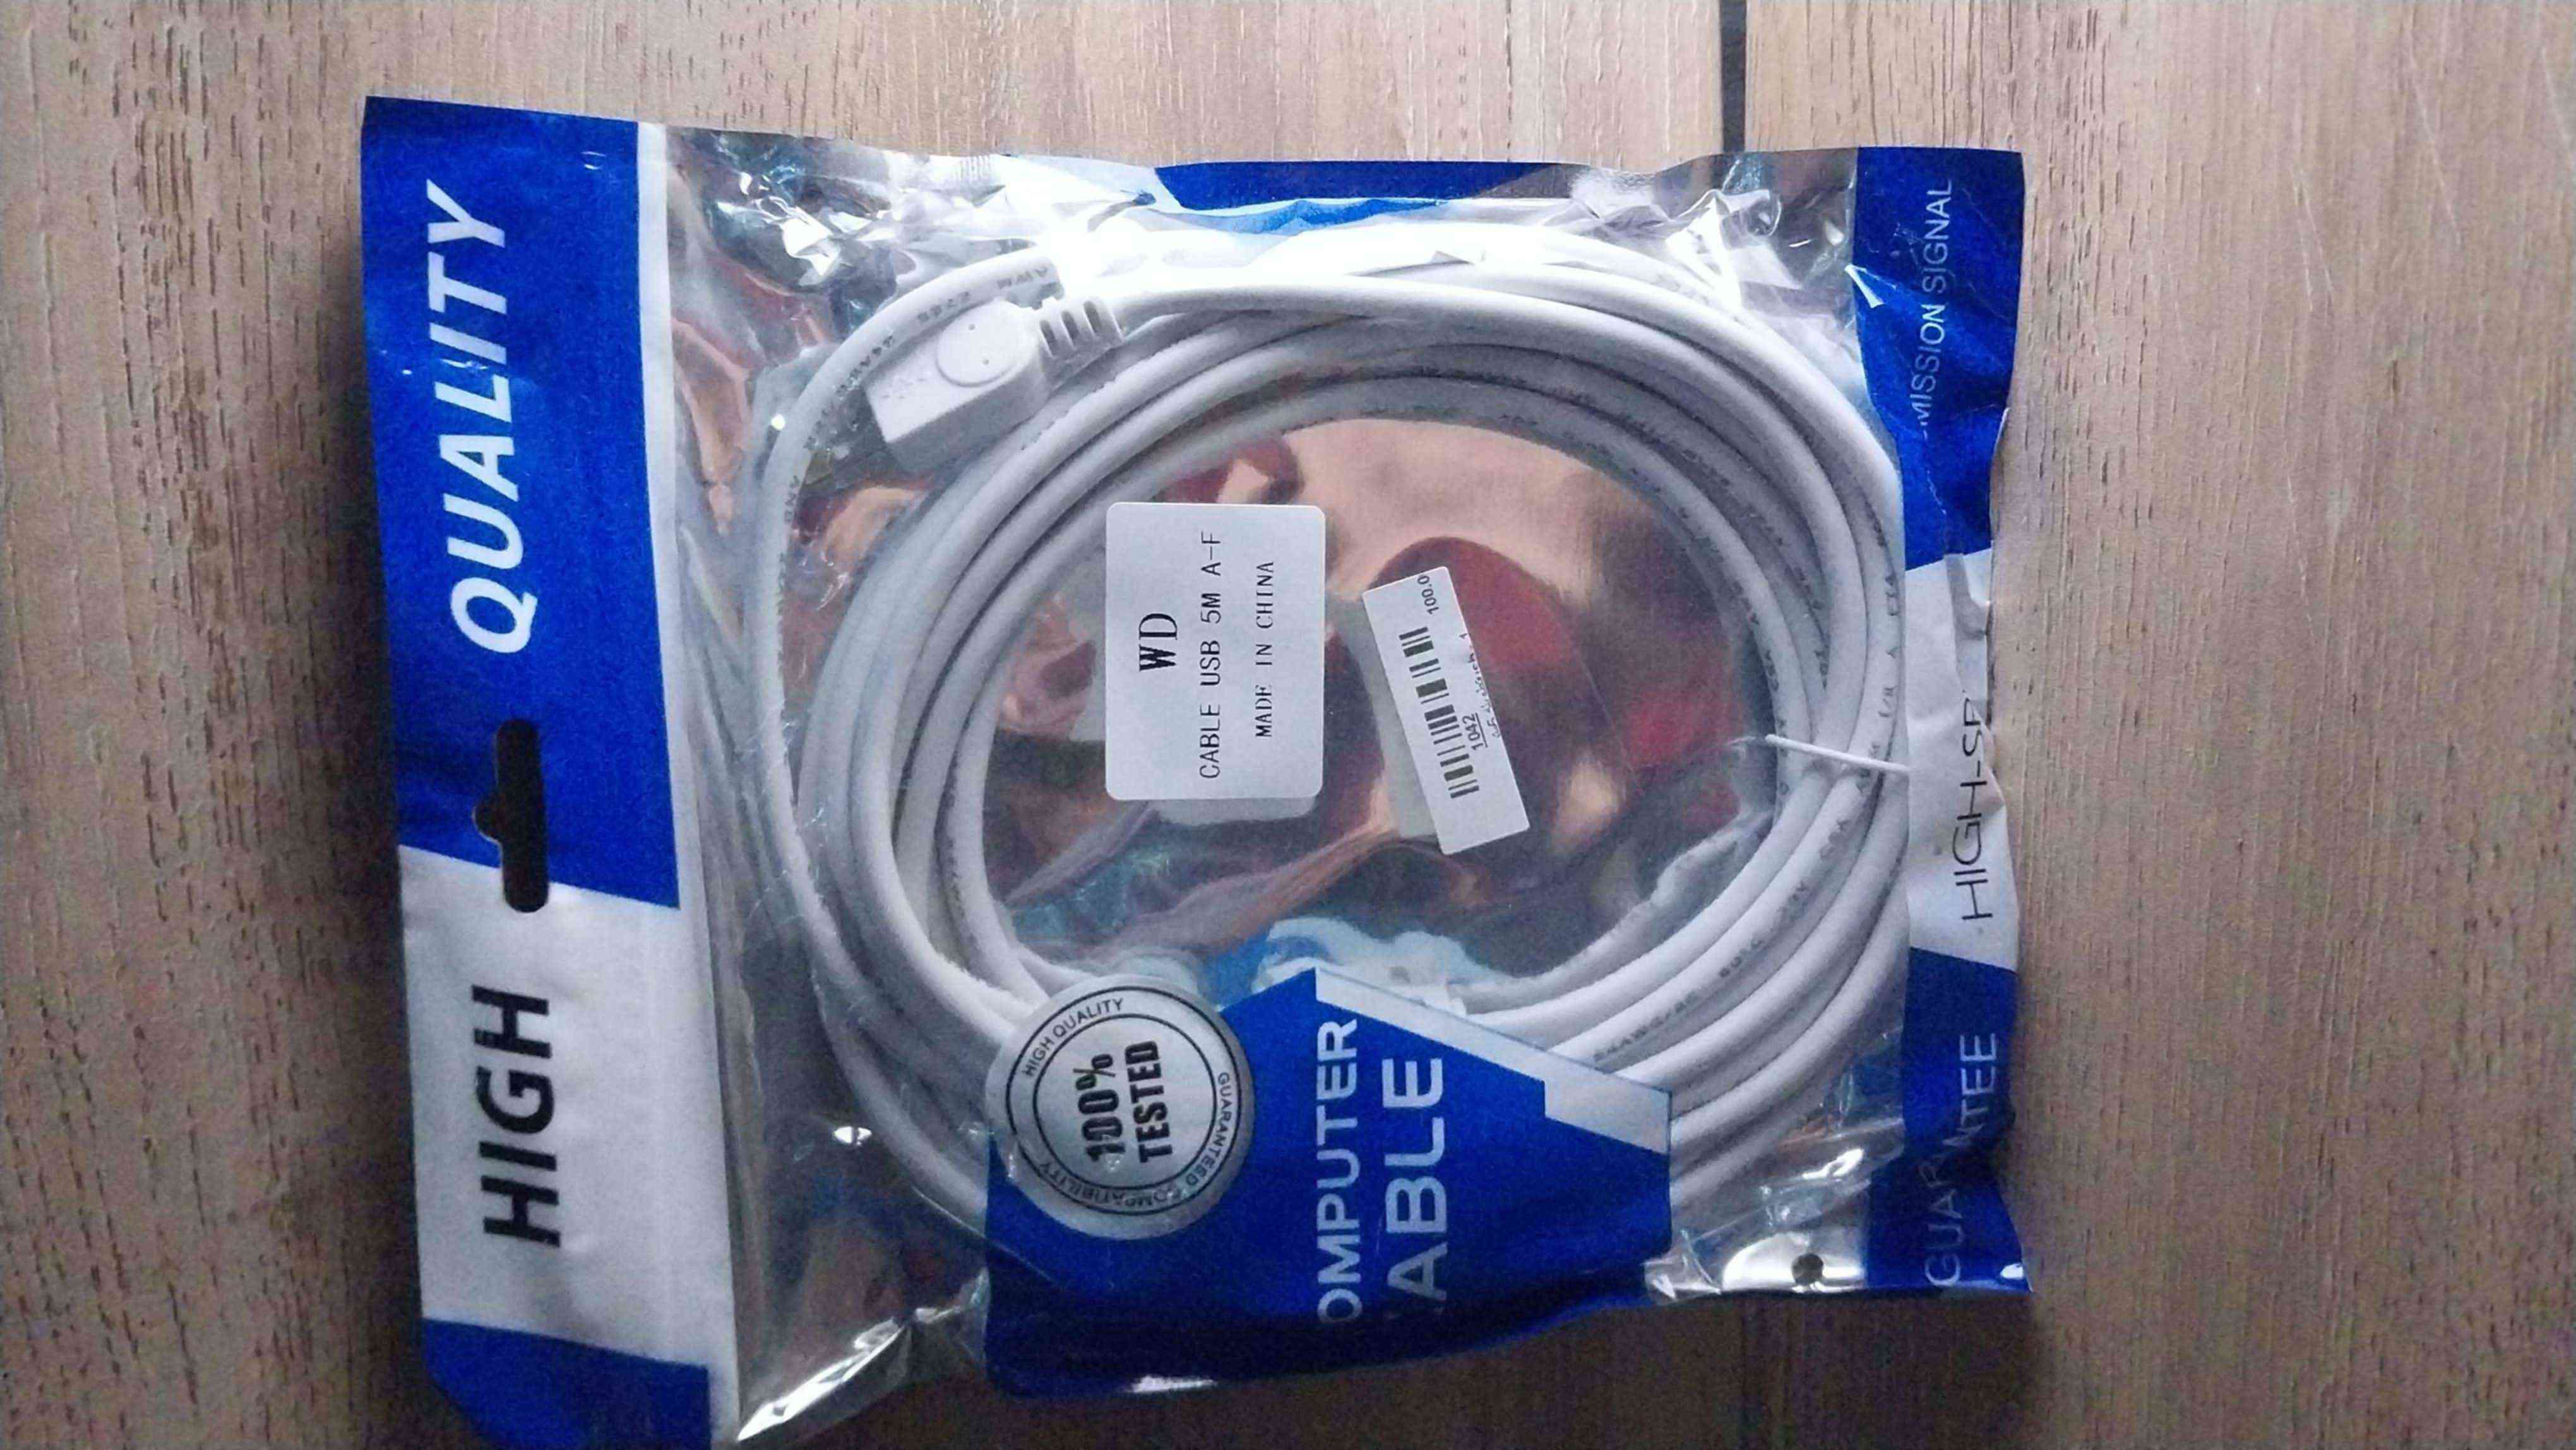 HIGH QUALITY
WD
CABLE USB 5M A-F
MADE IN CHINA
100.0
1042
HIGH QUALITY
100%
TESTED
GUARANTEED COMPATIBILITY
OMPUTER
ABLE
MISSION SIGNAL
HIGH-SP
GUARANTEE